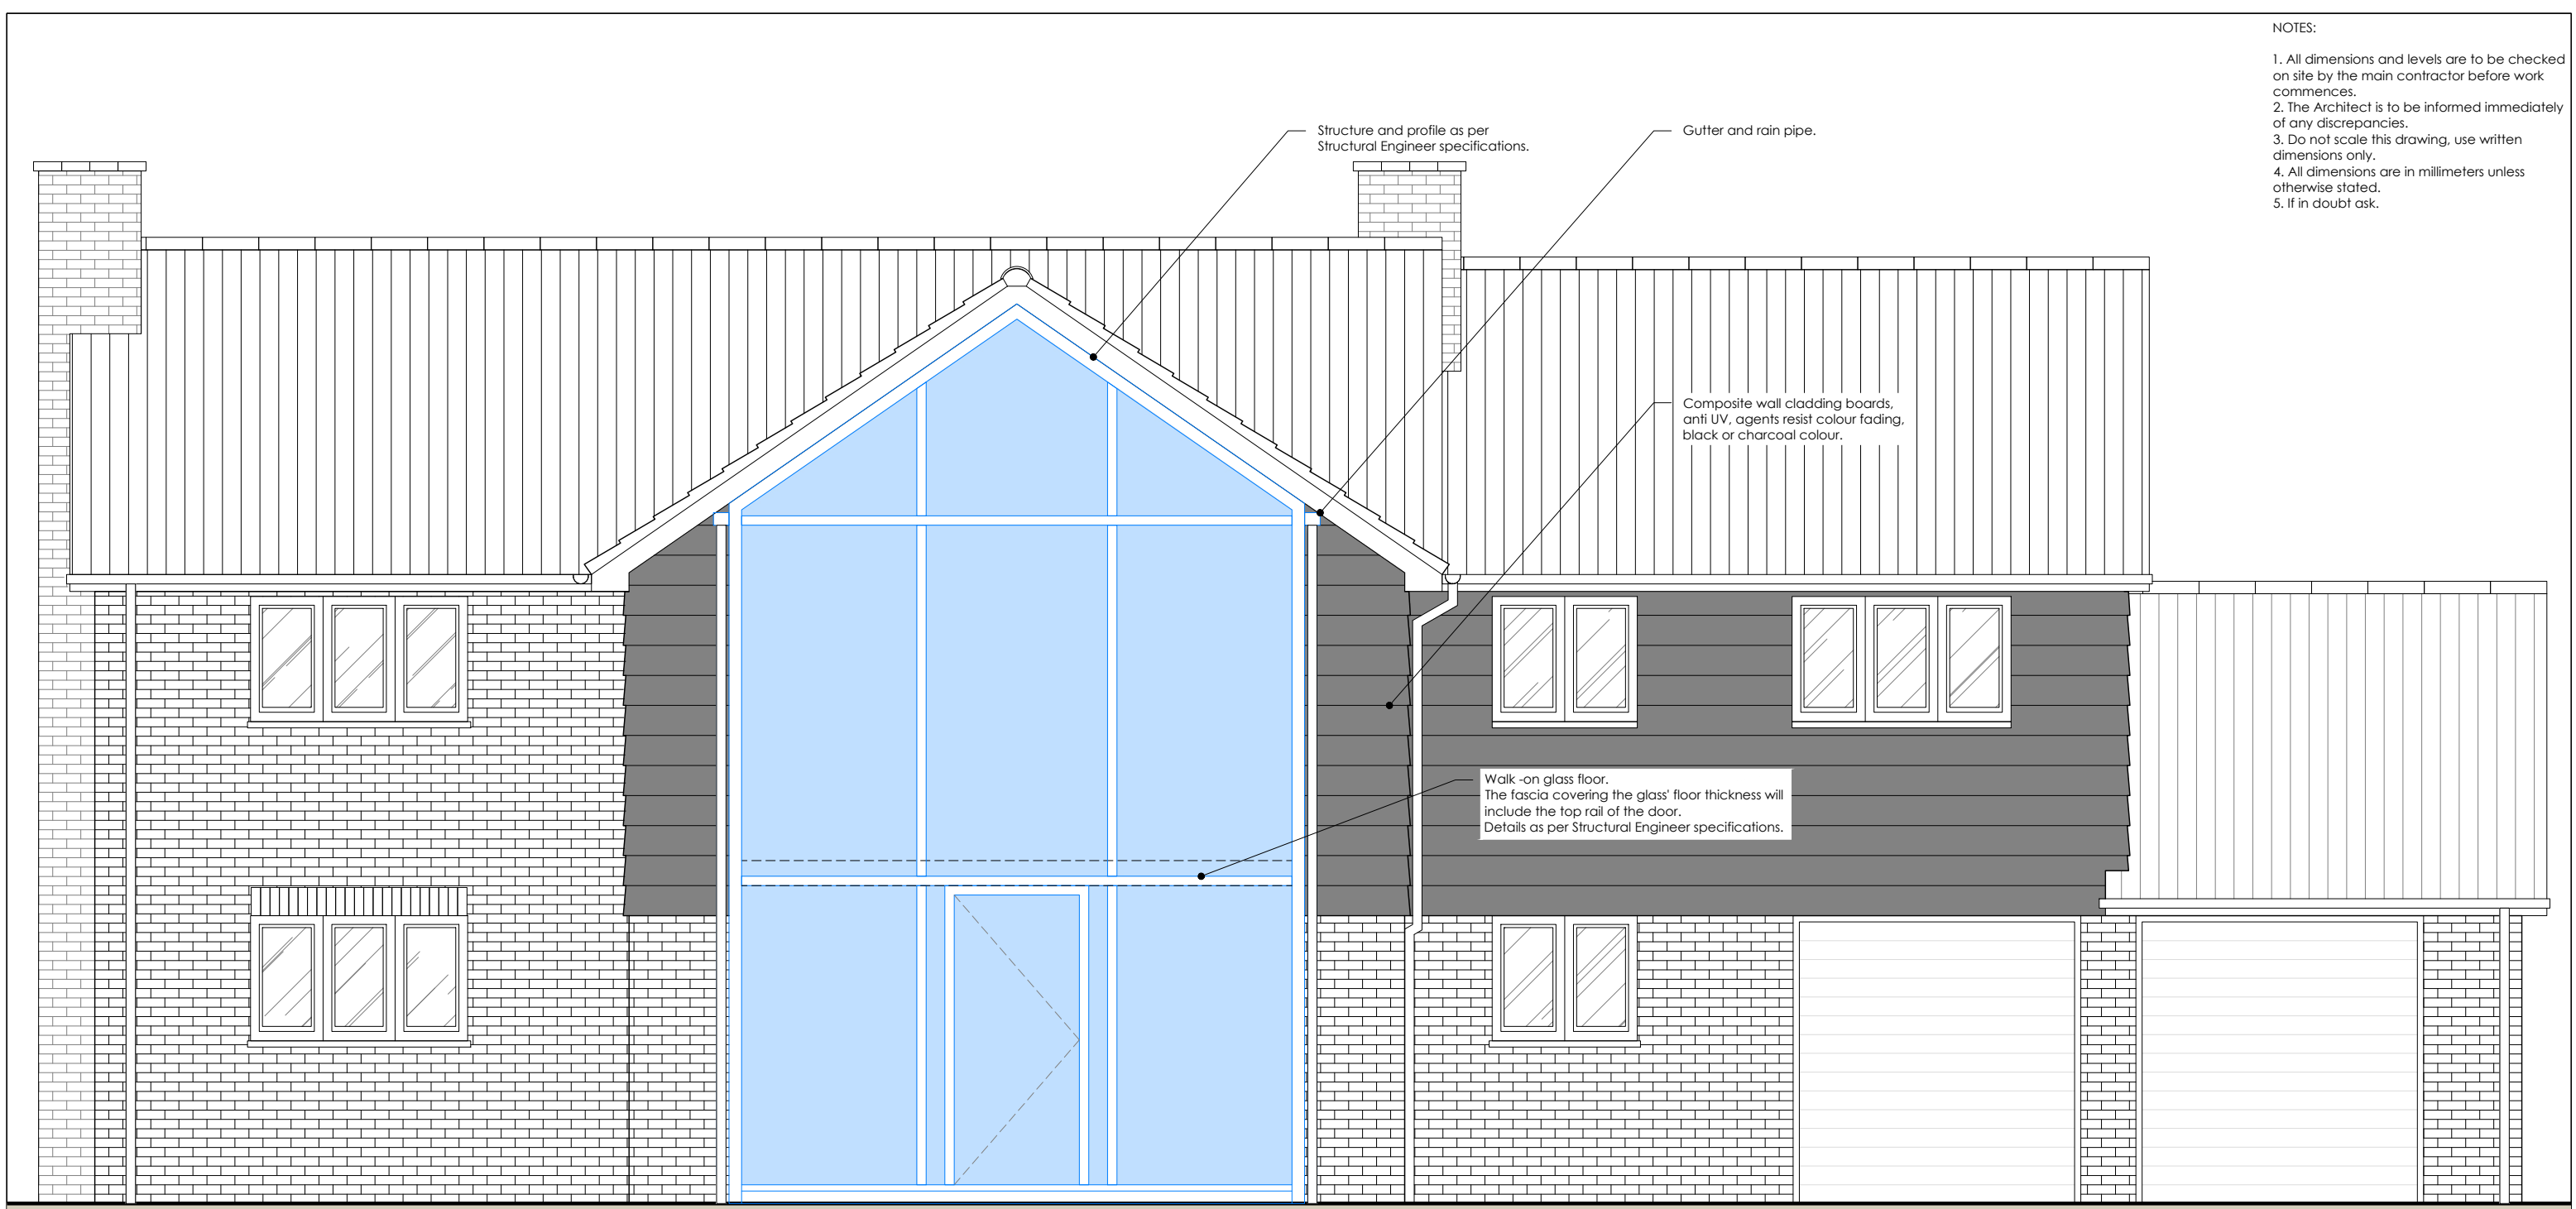 NOTES:
1. All dimensions and levels are to be checked
on site by the main contractor before work
commences.
2. The Architect is to be informed immediately
of any discrepancies.
3. Do not scale this drawing, use written
dimensions only.
4. All dimensions are in millimeters unless
otherwise stated.
5. If in doubt ask.
Structure and profile as per
Structural Engineer specifications.
Gutter and rain pipe.
Composite wall cladding boards,
anti UV, agents resist colour fading,
black or charcoal colour.
Walk -on glass floor.
The fascia covering the glass' floor thickness will
include the top rail of the door.
Details as per Structural Engineer specifications.